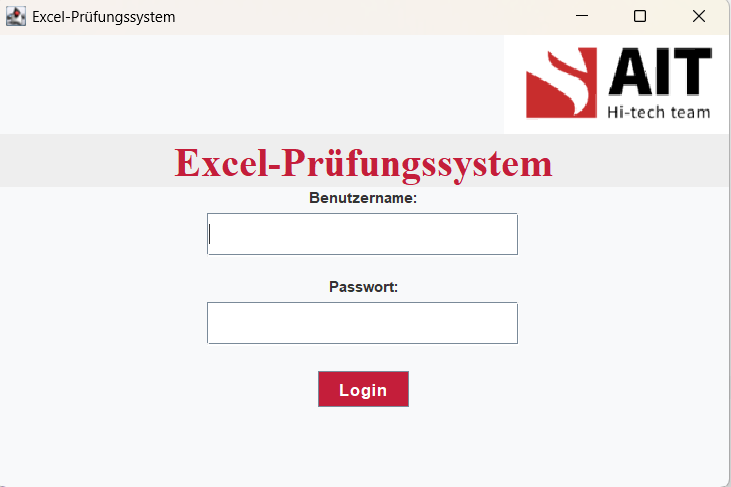 Excel-Prüfungssystem
AIT
Hi-tech team
Excel-Prüfungssystem
Benutzername:
Passwort:
Login